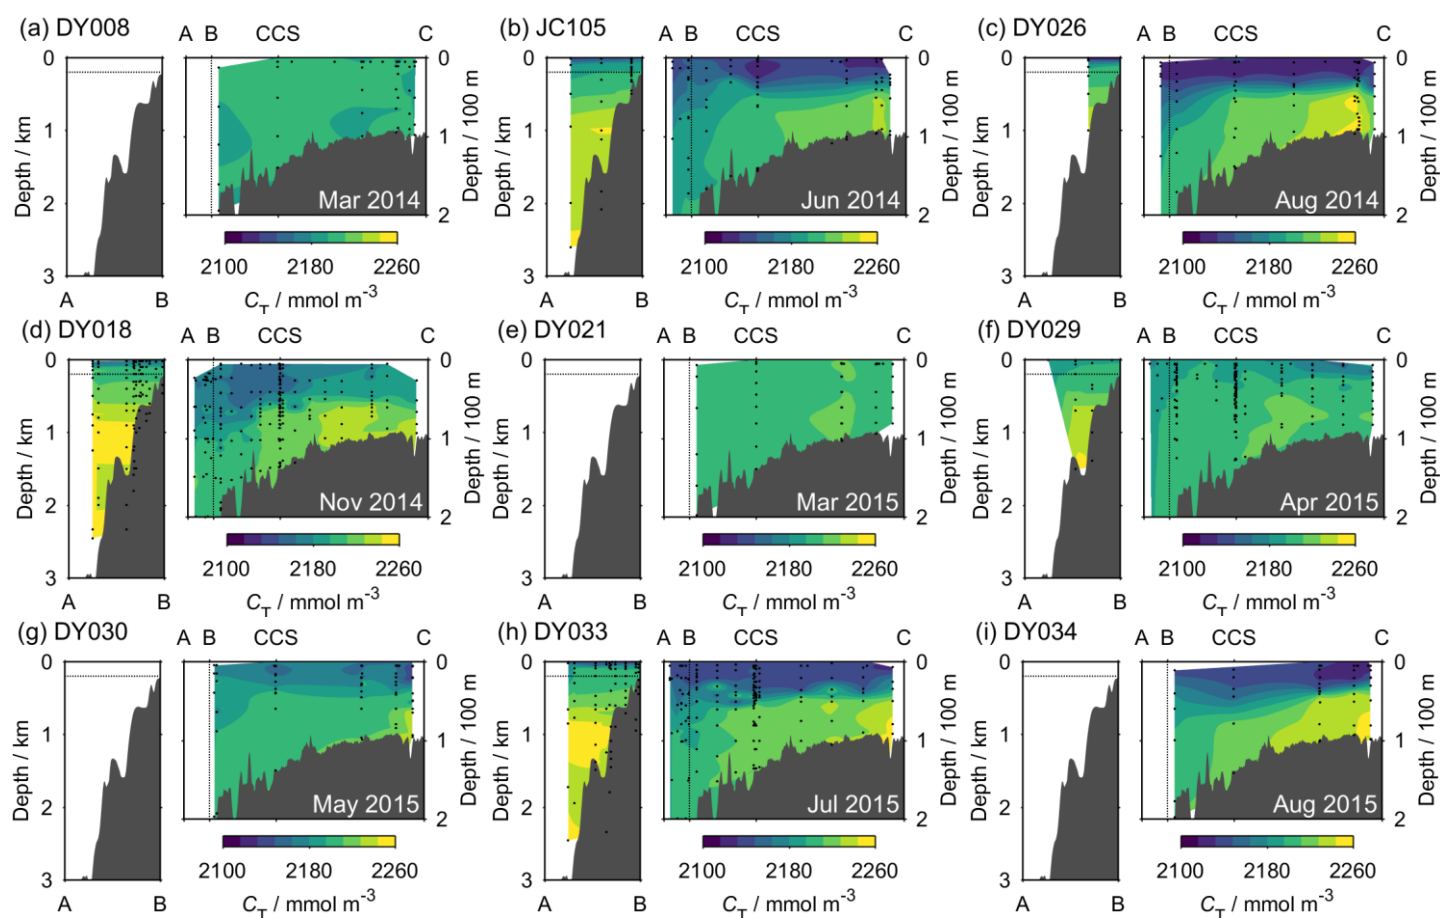 (a) DY008
A B CCS C
0
1
2
3
Depth / km
A B
Mar 2014
0
1
2
Depth / 100 m
2100 2180 2260
CT / mmol m-3
(b) JC105
A B CCS C
0
1
2
3
Depth / km
A B
Jun 2014
0
1
2
Depth / 100 m
2100 2180 2260
CT / mmol m-3
(c) DY026
A B CCS C
0
1
2
3
Depth / km
A B
Aug 2014
0
1
2
Depth / 100 m
2100 2180 2260
CT / mmol m-3
(d) DY018
A B CCS C
0
1
2
3
Depth / km
A B
Nov 2014
0
1
2
Depth / 100 m
2100 2180 2260
CT / mmol m-3
(e) DY021
A B CCS C
0
1
2
3
Depth / km
A B
Mar 2015
0
1
2
Depth / 100 m
2100 2180 2260
CT / mmol m-3
(f) DY029
A B CCS C
0
1
2
3
Depth / km
A B
Apr 2015
0
1
2
Depth / 100 m
2100 2180 2260
CT / mmol m-3
(g) DY030
A B CCS C
0
1
2
3
Depth / km
A B
May 2015
0
1
2
Depth / 100 m
2100 2180 2260
CT / mmol m-3
(h) DY033
A B CCS C
0
1
2
3
Depth / km
A B
Jul 2015
0
1
2
Depth / 100 m
2100 2180 2260
CT / mmol m-3
(i) DY034
A B CCS C
0
1
2
3
Depth / km
A B
Aug 2015
0
1
2
Depth / 100 m
2100 2180 2260
CT / mmol m-3